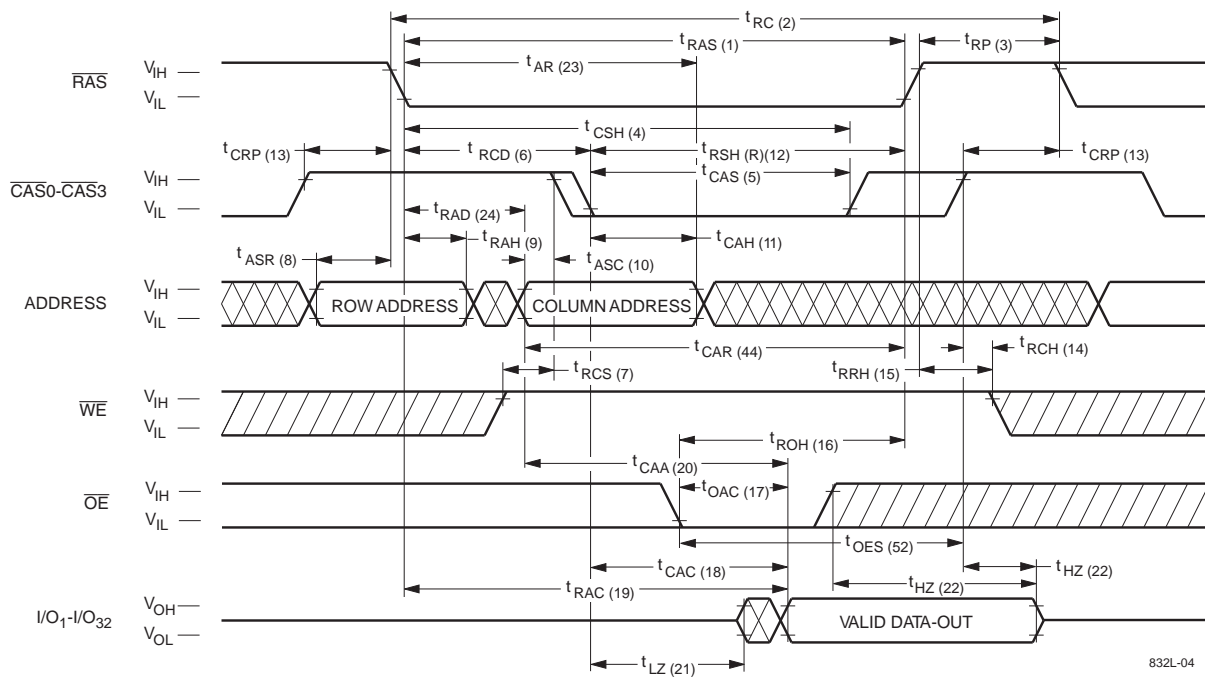 t RC (2)
t RAS (1)
t RP (3)
t AR (23)
RAS
V IH
V IL
t CSH (4)
t CRP (13)
t RCD (6)
t RSH (R)(12)
t CRP (13)
CAS0-CAS3
V IH
V IL
t CAS (5)
t RAD (24)
t RAH (9)
t CAH (11)
t ASR (8)
t ASC (10)
ADDRESS
V IH
V IL
ROW ADDRESS
COLUMN ADDRESS
t CAR (44)
t RCH (14)
t RCS (7)
t RRH (15)
WE
V IH
V IL
t ROH (16)
t CAA (20)
OE
V IH
V IL
t OAC (17)
t OES (52)
t CAC (18)
t HZ (22)
t RAC (19)
t HZ (22)
I/O1-I/O32
V OH
V OL
VALID DATA-OUT
t LZ (21)
832L-04